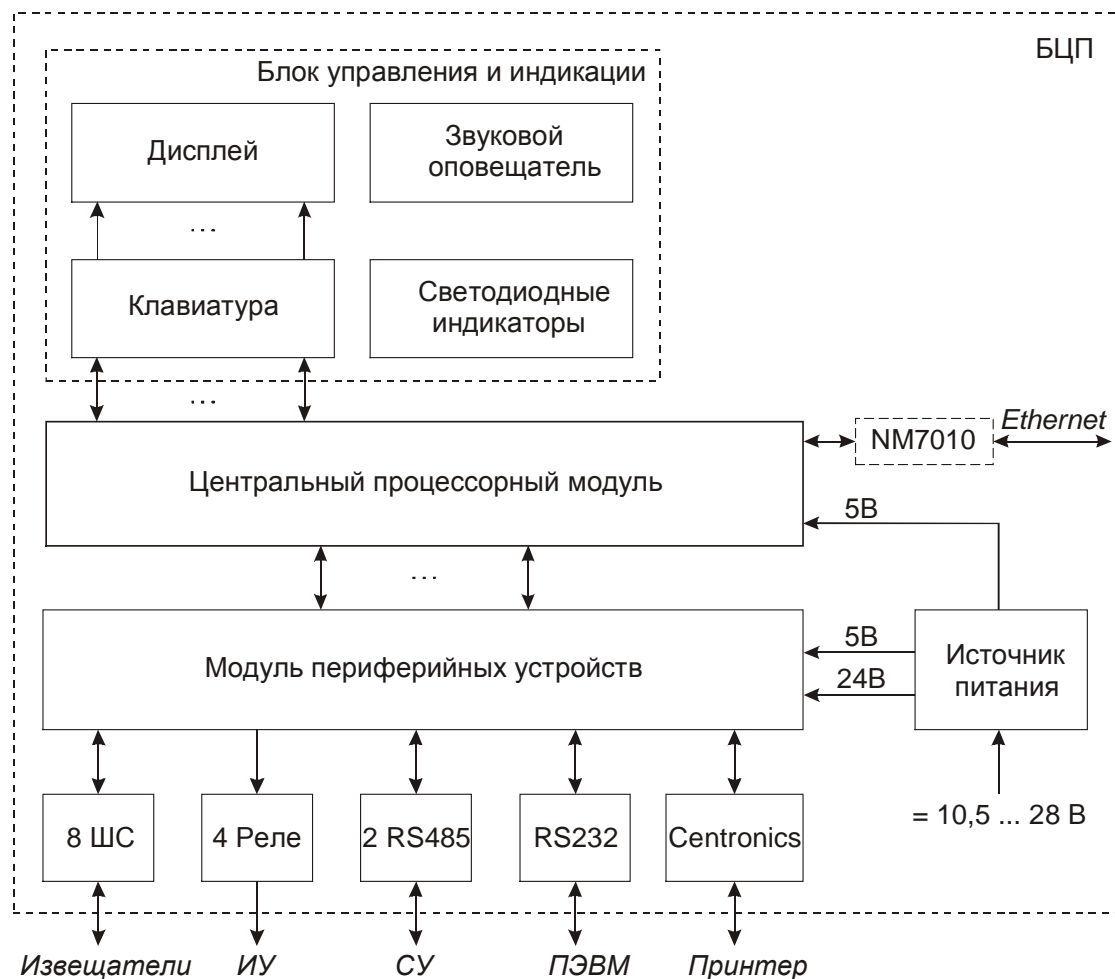 БЦП
Блок управления и индикации
Дисплей
Звуковой
оповещатель
...
Клавиатура
Светодиодные
индикаторы
...
Ethernet
NM7010
Центральный процессорный модуль
5В
...
Модуль периферийных устройств
5В
24В
Источник
питания
= 10,5 ... 28 В
8 ШС
4 Реле
2 RS485
RS232
Centronics
Извещатели
ИУ
СУ
ПЭВМ
Принтер